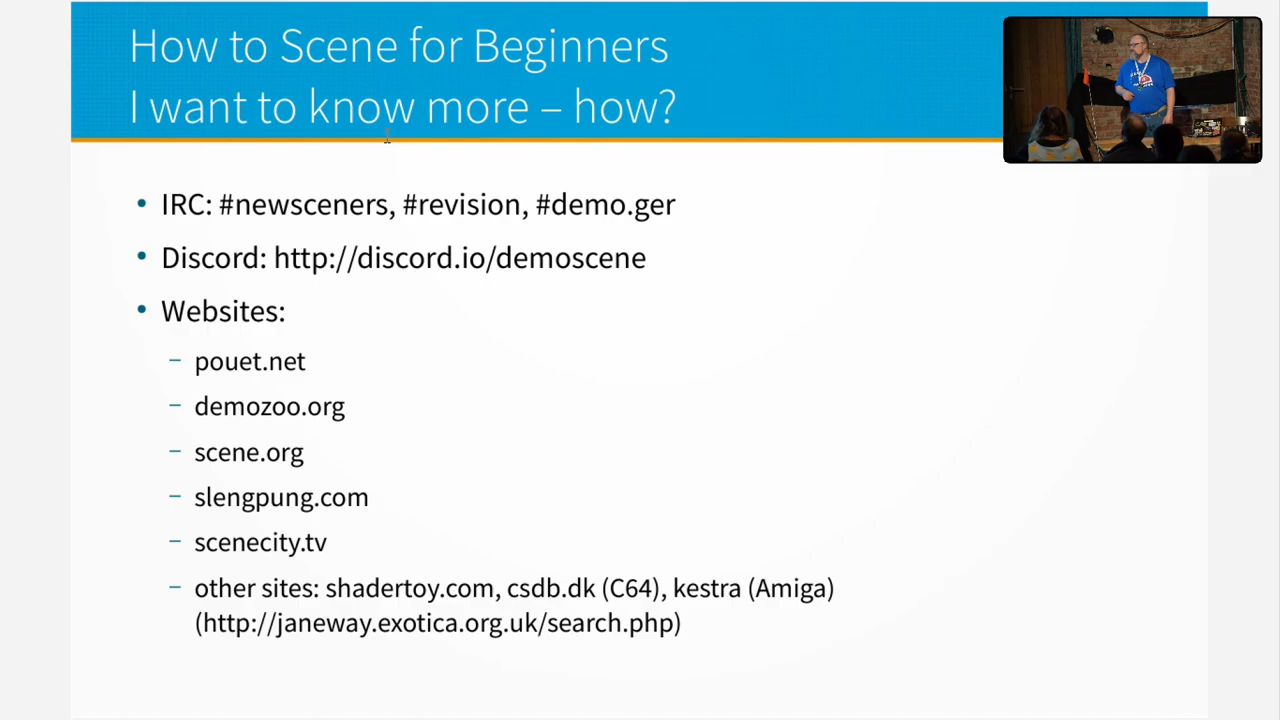 How to Scene for Beginners
I want to know more – how?
• IRC: #newsceners, #revision, #demo.ger
• Discord: http://discord.io/demoscene
• Websites:
– pouet.net
– demozoo.org
– scene.org
– slengpung.com
– scenecity.tv
– other sites: shadertoy.com, csdb.dk (C64), kestra (Amiga)
(http://janeway.exotica.org.uk/search.php)